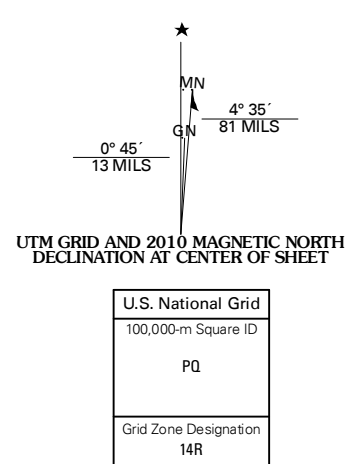 MN
4° 35´
81 MILS
GN
0° 45´
13 MILS
UTM GRID AND 2010 MAGNETIC NORTH
DECLINATION AT CENTER OF SHEET
U.S. National Grid
100,000-m Square ID
PQ
Grid Zone Designation
14R